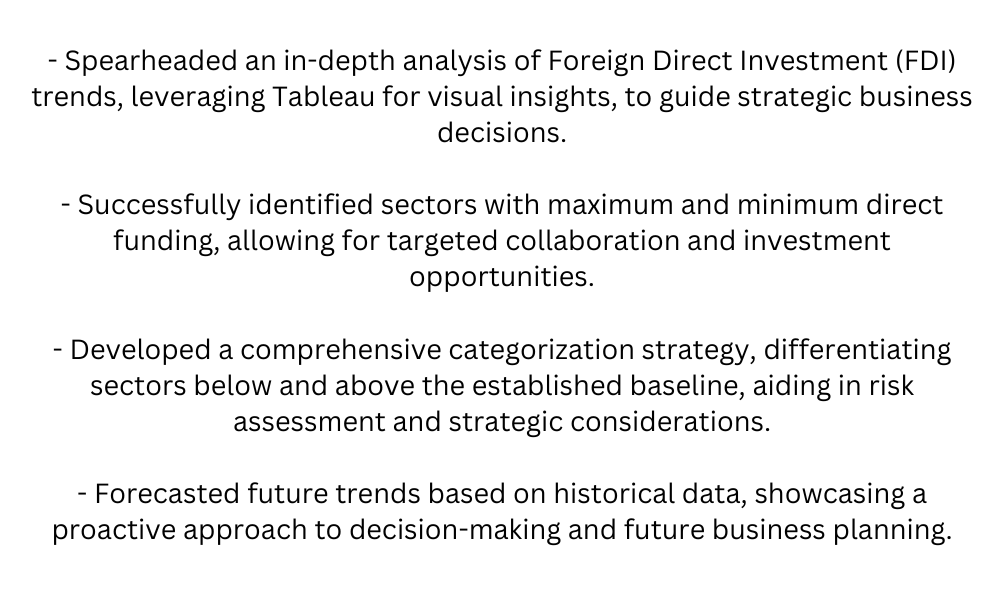 - Spearheaded an in-depth analysis of Foreign Direct Investment (FDI)
trends, leveraging Tableau for visual insights, to guide strategic business
decisions.
- Successfully identified sectors with maximum and minimum direct
funding, allowing for targeted collaboration and investment
opportunities.
- Developed a comprehensive categorization strategy, differentiating
sectors below and above the established baseline, aiding in risk
assessment and strategic considerations.
- Forecasted future trends based on historical data, showcasing a
proactive approach to decision-making and future business planning.